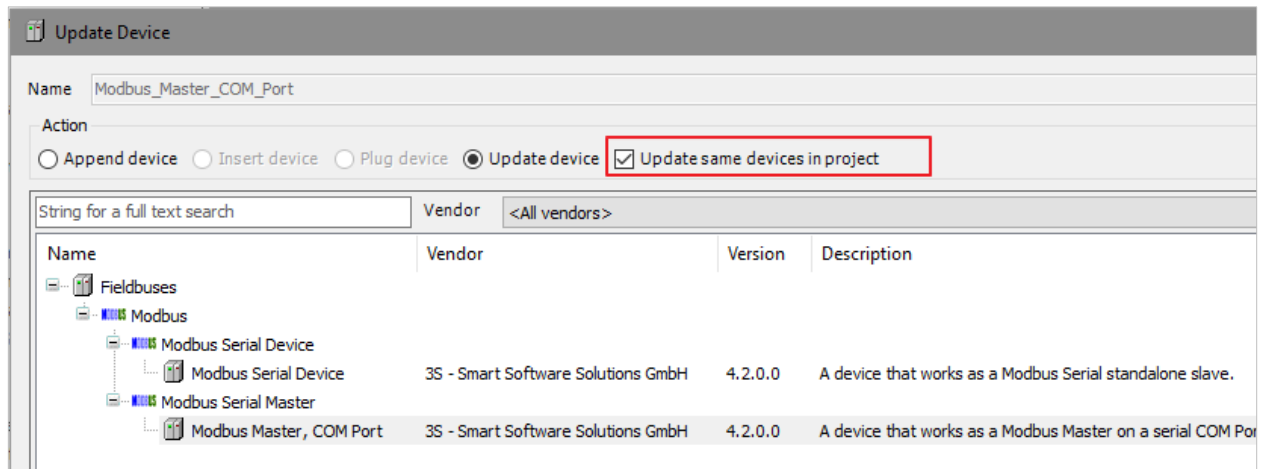 Update Device
Name Modbus_Master_COM_Port
Action
Append device Insert device Plug device Update device Update same devices in project
String for a full text search Vendor <All vendors>
Name Vendor Version Description
Fieldbuses
MODBUS Modbus
MODBUS Modbus Serial Device
Modbus Serial Device 3S - Smart Software Solutions GmbH 4.2.0.0 A device that works as a Modbus Serial standalone slave.
MODBUS Modbus Serial Master
Modbus Master, COM Port 3S - Smart Software Solutions GmbH 4.2.0.0 A device that works as a Modbus Master on a serial COM Por